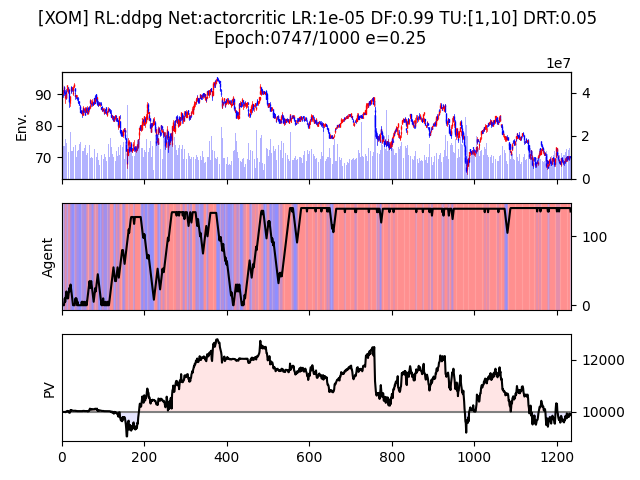 [XOM] RL:ddpg Net:actorcritic LR:1e-05 DF:0.99 TU:[1,10] DRT:0.05
Epoch:0747/1000 e=0.25
1e7
Env.
90
80
70
4
2
0
Agent
100
0
PV
12000
10000
0 200 400 600 800 1000 1200